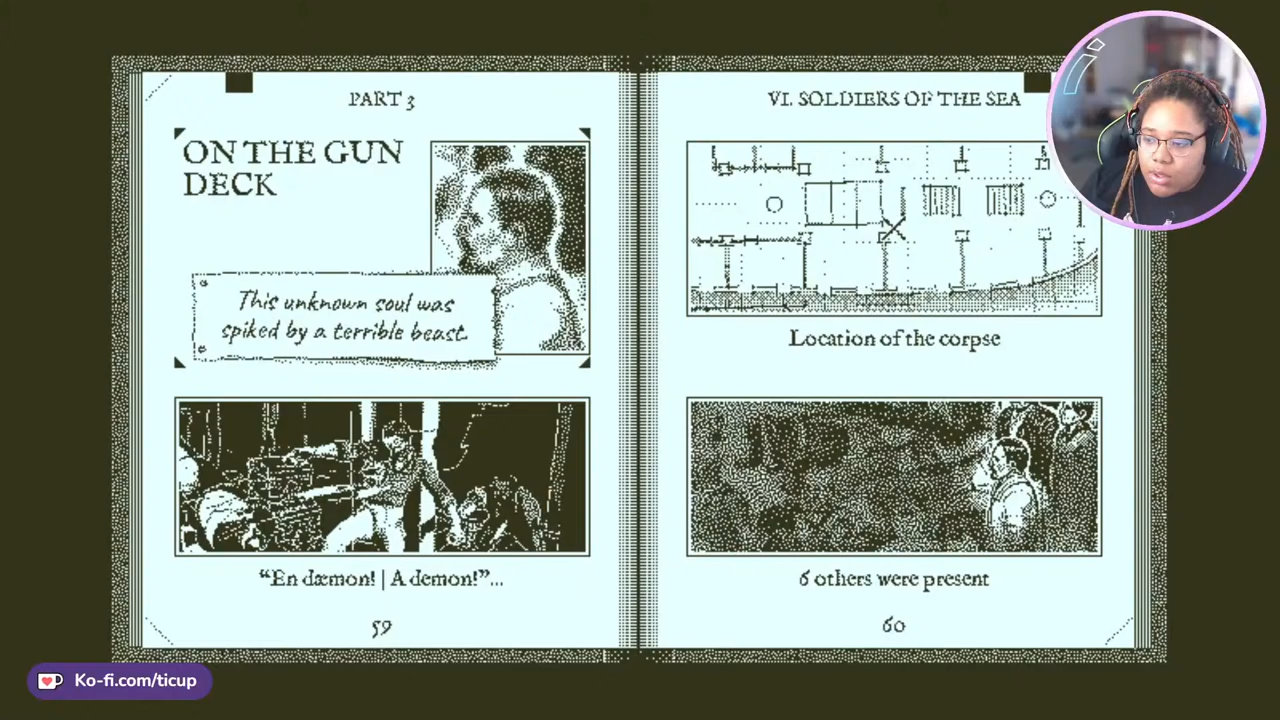 PART 3
ON THE GUN
DECK
This unknown soul was
spiked by a terrible beast.
“En dæmon! | A demon!”...
59
VI. SOLDIERS OF THE SEA
Location of the corpse
6 others were present
60
Ko-fi.com/ticup